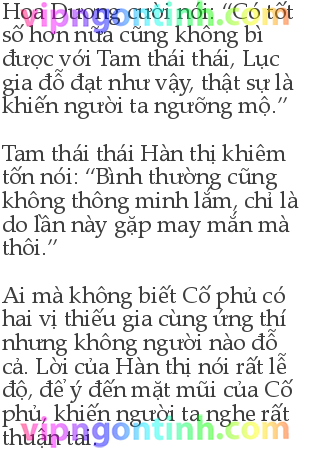 Họa Dương cười nói: “Có tốt
số hơn nữa cũng không bì
được với Tam thái thái, Lục
gia đỗ đạt như vậy, thật sự là
khiến người ta ngưỡng mộ.”
Tam thái thái Hàn thị khiêm
tốn nói: “Bình thường cũng
không thông minh lắm, chỉ là
do lần này gặp may mắn mà
thôi.”
Ai mà không biết Cố phủ có
hai vị thiếu gia cùng ứng thí
nhưng không người nào đỗ
cả. Lời của Hàn thị nói rất lễ
độ, để ý đến mặt mũi của Cố
phủ, khiến người ta nghe rất
thuận tai.
vipngontinh.com
vipngontinh.com